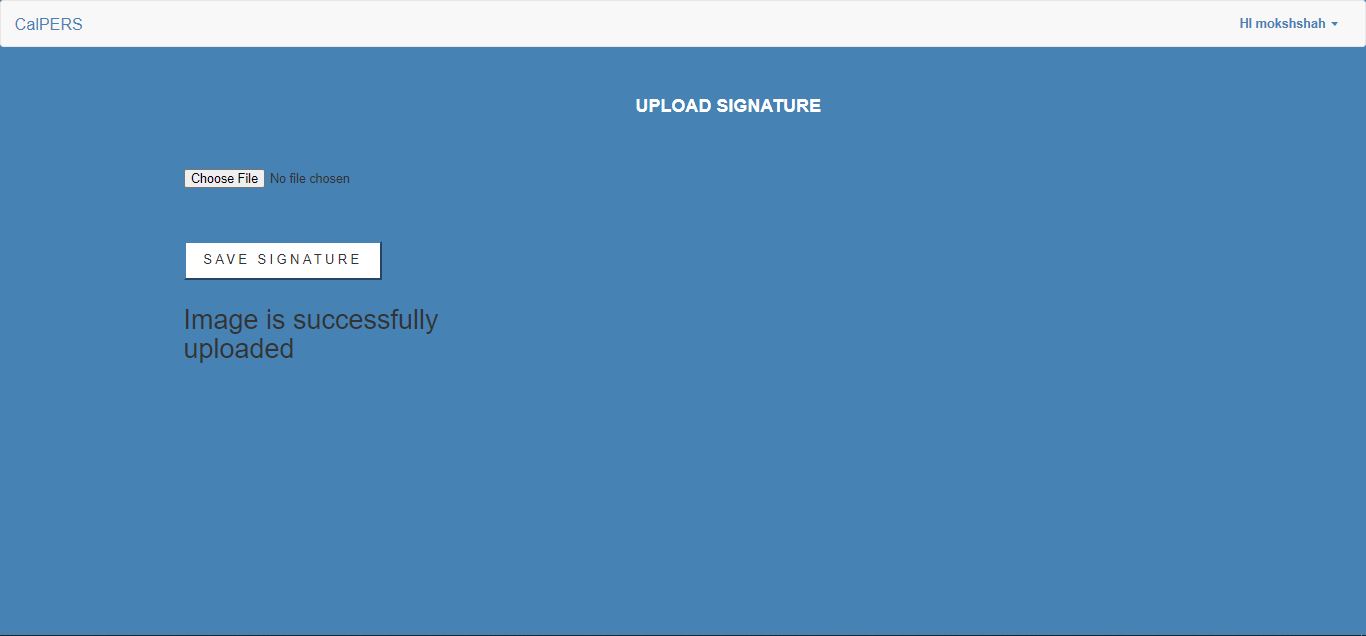 CalPERS
HI mokshshah
UPLOAD SIGNATURE
Choose File No file chosen
SAVE SIGNATURE
Image is successfully
uploaded